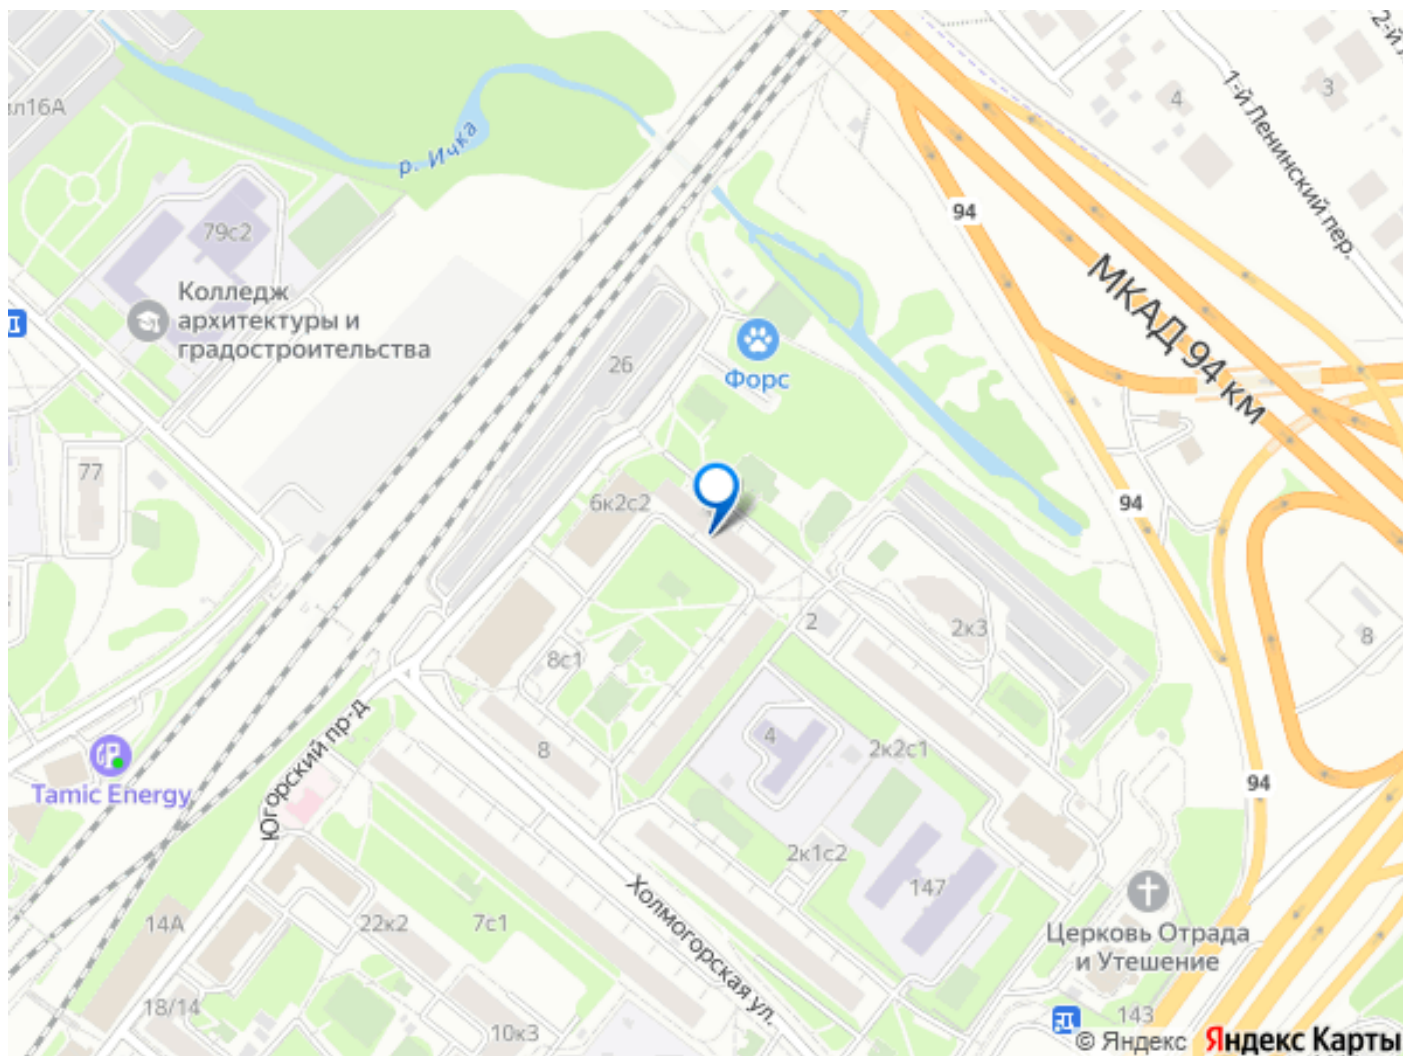 2-й
1-й Ленинский пер.
3
4
вл16А
р. Ичка
79с2
94
МКАД 94 км
Колледж
архитектуры и
градостроительства
26
Форс
77
6к2с2
94
2
2к3
8
8с1
Югорский пр-д
8
4
2к2с1
94
Tamic Energy
2к1с2
147
Холмогорская ул.
14А
22к2
7с1
Церковь Отрада
и Утешение
18/14
10к3
143
© Яндекс Яндекс Карты